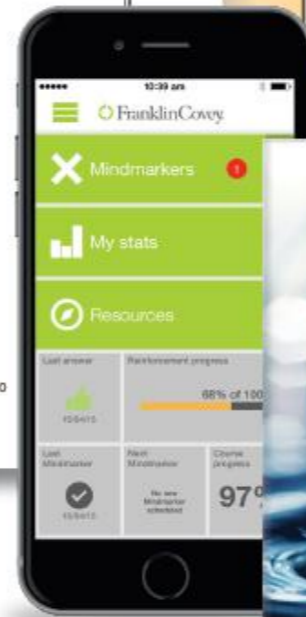 10:39 am
FranklinCovey
Mindmarkers 1
My stats
Resources
Last answer
Reinforcement progress
68% of 100
Last
Mindmarker
Next
Mindmarker
Course
progress
No new
Mindmarker
scheduled
97